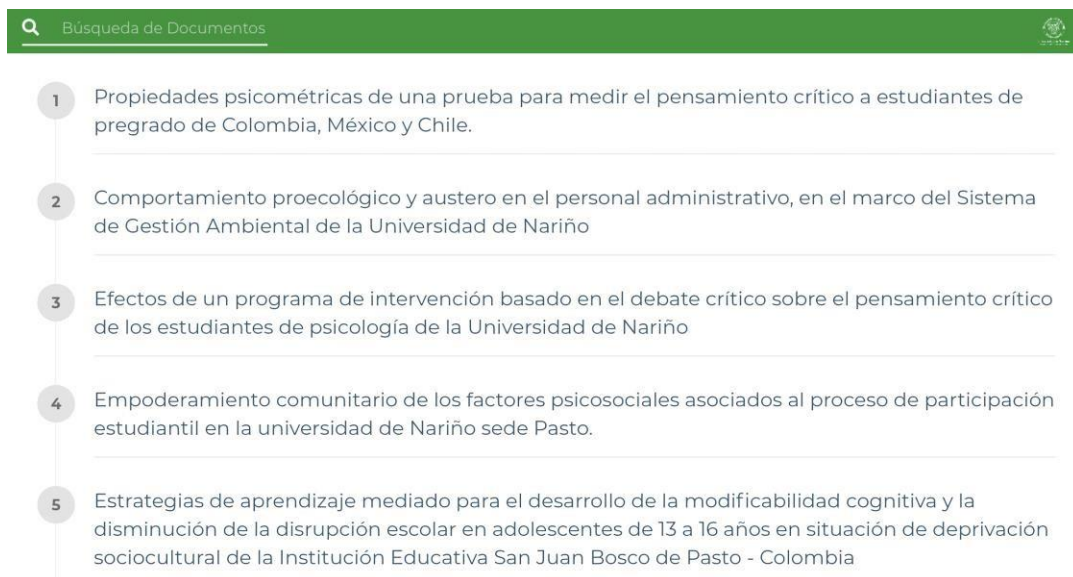 Búsqueda de Documentos
1
Propiedades psicométricas de una prueba para medir el pensamiento crítico a estudiantes de
pregrado de Colombia, México y Chile.
2
Comportamiento proecológico y austero en el personal administrativo, en el marco del Sistema
de Gestión Ambiental de la Universidad de Nariño
3
Efectos de un programa de intervención basado en el debate crítico sobre el pensamiento crítico
de los estudiantes de psicología de la Universidad de Nariño
4
Empoderamiento comunitario de los factores psicosociales asociados al proceso de participación
estudiantil en la universidad de Nariño sede Pasto.
5
Estrategias de aprendizaje mediado para el desarrollo de la modificabilidad cognitiva y la
disminución de la disrupción escolar en adolescentes de 13 a 16 años en situación de deprivación
sociocultural de la Institución Educativa San Juan Bosco de Pasto - Colombia